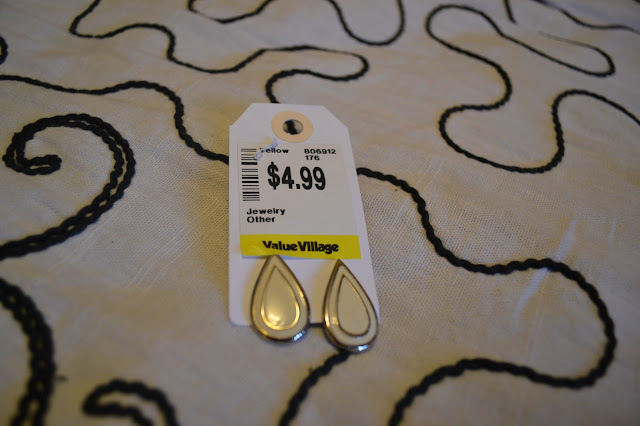 Yellow 806912
176
$4.99
Jewelry
Other
Value Village